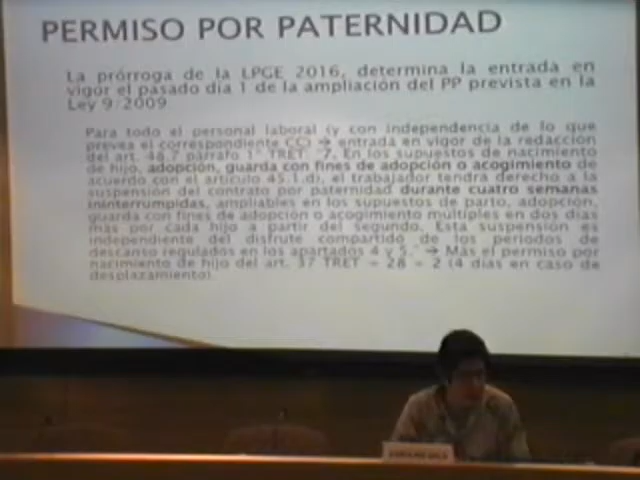 PERMISO POR PATERNIDAD
La prórroga de la LPGE 2016, determina la entrada en
vigor el pasado día 1 de la ampliación del PP prevista en la
Ley 9/2009
Para todo el personal laboral (y con independencia de lo que
prevea el correspondiente CC) → entrada en vigor de la redacción
del art. 48.7 párrafo 1º TRET "7. En los supuestos de nacimiento
de hijo, adopción, guarda con fines de adopción o acogimiento de
acuerdo con el artículo 45.1.d), el trabajador tendrá derecho a la
suspensión del contrato por paternidad durante cuatro semanas
ininterrumpidas, ampliables en los supuestos de parto, adopción,
guarda con fines de adopción o acogimiento múltiples en dos días
más por cada hijo a partir del segundo. Esta suspensión es
independiente del disfrute compartido de los periodos de
descanso regulados en los apartados 4 y 5." → Más el permiso por
nacimiento de hijo del art. 37 TRET = 28 + 2 (4 días en caso de
desplazamiento).